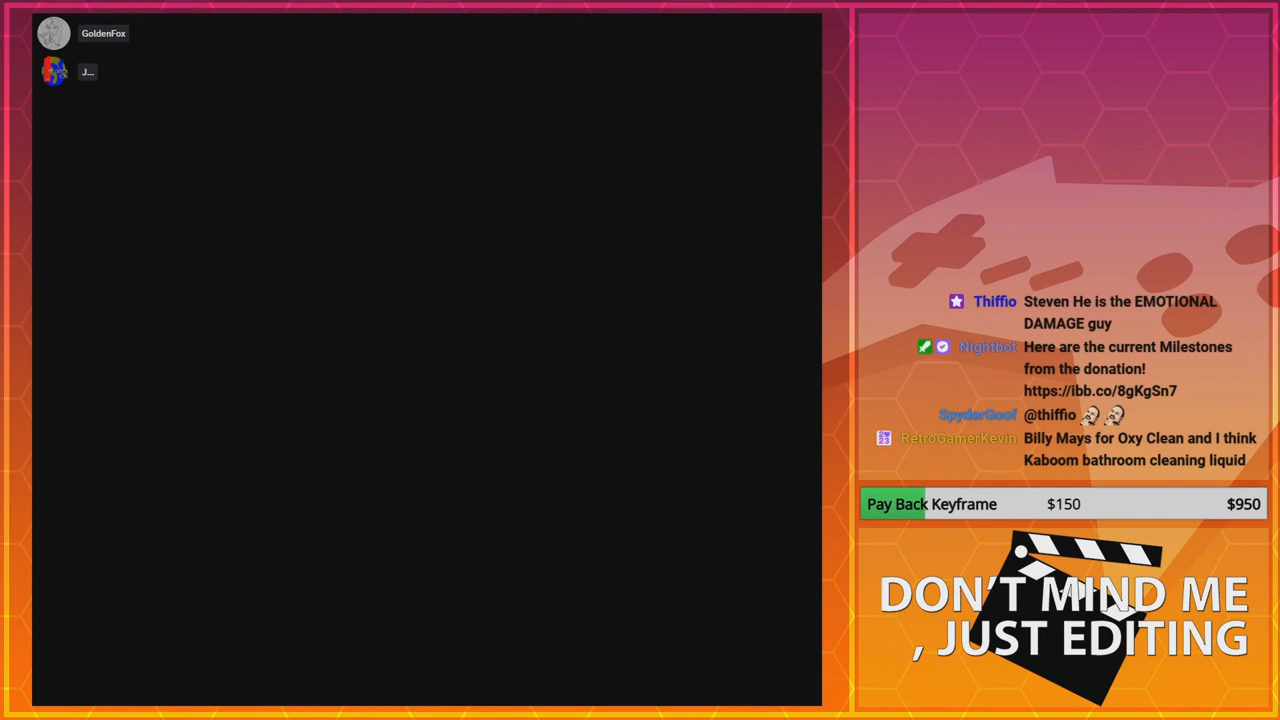 GoldenFox
J...
Thiffio Steven He is the EMOTIONAL
DAMAGE guy
Nightbot Here are the current Milestones
from the donation!
https://ibb.co/8gKgSn7
SpyderGoof @thiffio
RetroGamerKevin Billy Mays for Oxy Clean and I think
Kaboom bathroom cleaning liquid
Pay Back Keyframe $150 $950
DON'T MIND ME
, JUST EDITING